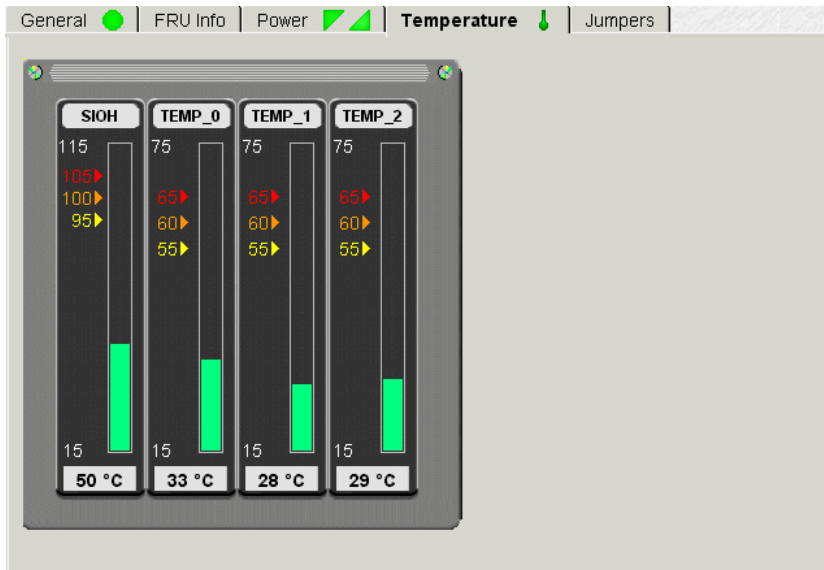 General FRU Info Power Temperature Jumpers
SIOH TEMP_0 TEMP_1 TEMP_2
115 75 75 75
105
100 65 65 65
95 60 60 60
55 55 55
15 15 15 15
50 °C 33 °C 28 °C 29 °C